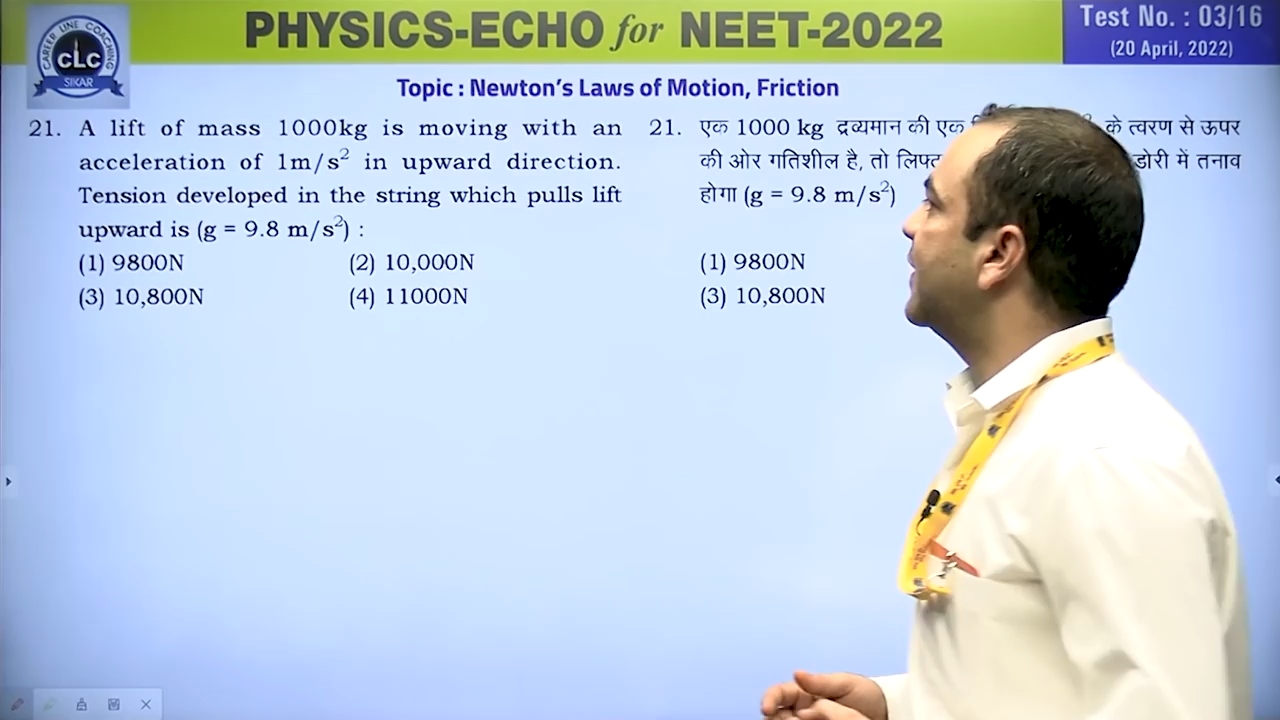 CAREER LINE COACHING
CLC
SIKAR
PHYSICS-ECHO for NEET-2022
Test No. : 03/16
(20 April, 2022)
Topic : Newton's Laws of Motion, Friction
21. A lift of mass 1000kg is moving with an
acceleration of 1m/s² in upward direction.
Tension developed in the string which pulls lift
upward is (g = 9.8 m/s²) :
(1) 9800N (2) 10,000N
(3) 10,800N (4) 11000N
21. एक 1000 kg द्रव्यमान की एक के त्वरण से ऊपर
की ओर गतिशील है, तो डोरी में तनाव
होगा (g = 9.8 m/s²)
(1) 9800N
(3) 10,800N